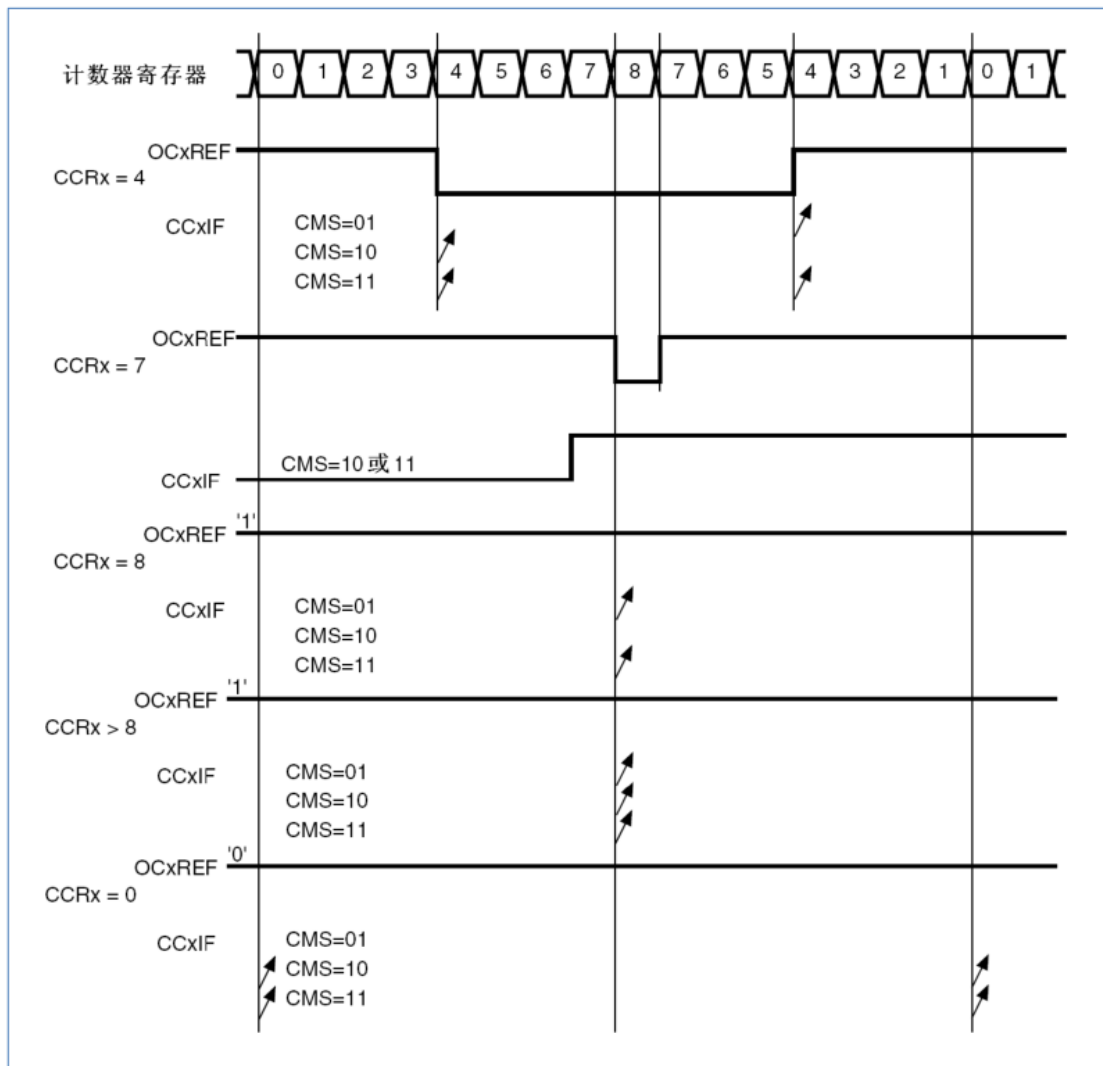 计数器寄存器 0 1 2 3 4 5 6 7 8 7 6 5 4 3 2 1 0 1
OCxREF
CCRx = 4
CCxIF
CMS=01
CMS=10
CMS=11
OCxREF
CCRx = 7
CMS=10或 11
CCxIF
'1'
OCxREF
CCRx = 8
CCxIF
CMS=01
CMS=10
CMS=11
'1'
OCxREF
CCRx > 8
CCxIF
CMS=01
CMS=10
CMS=11
'0'
OCxREF
CCRx = 0
CCxIF
CMS=01
CMS=10
CMS=11